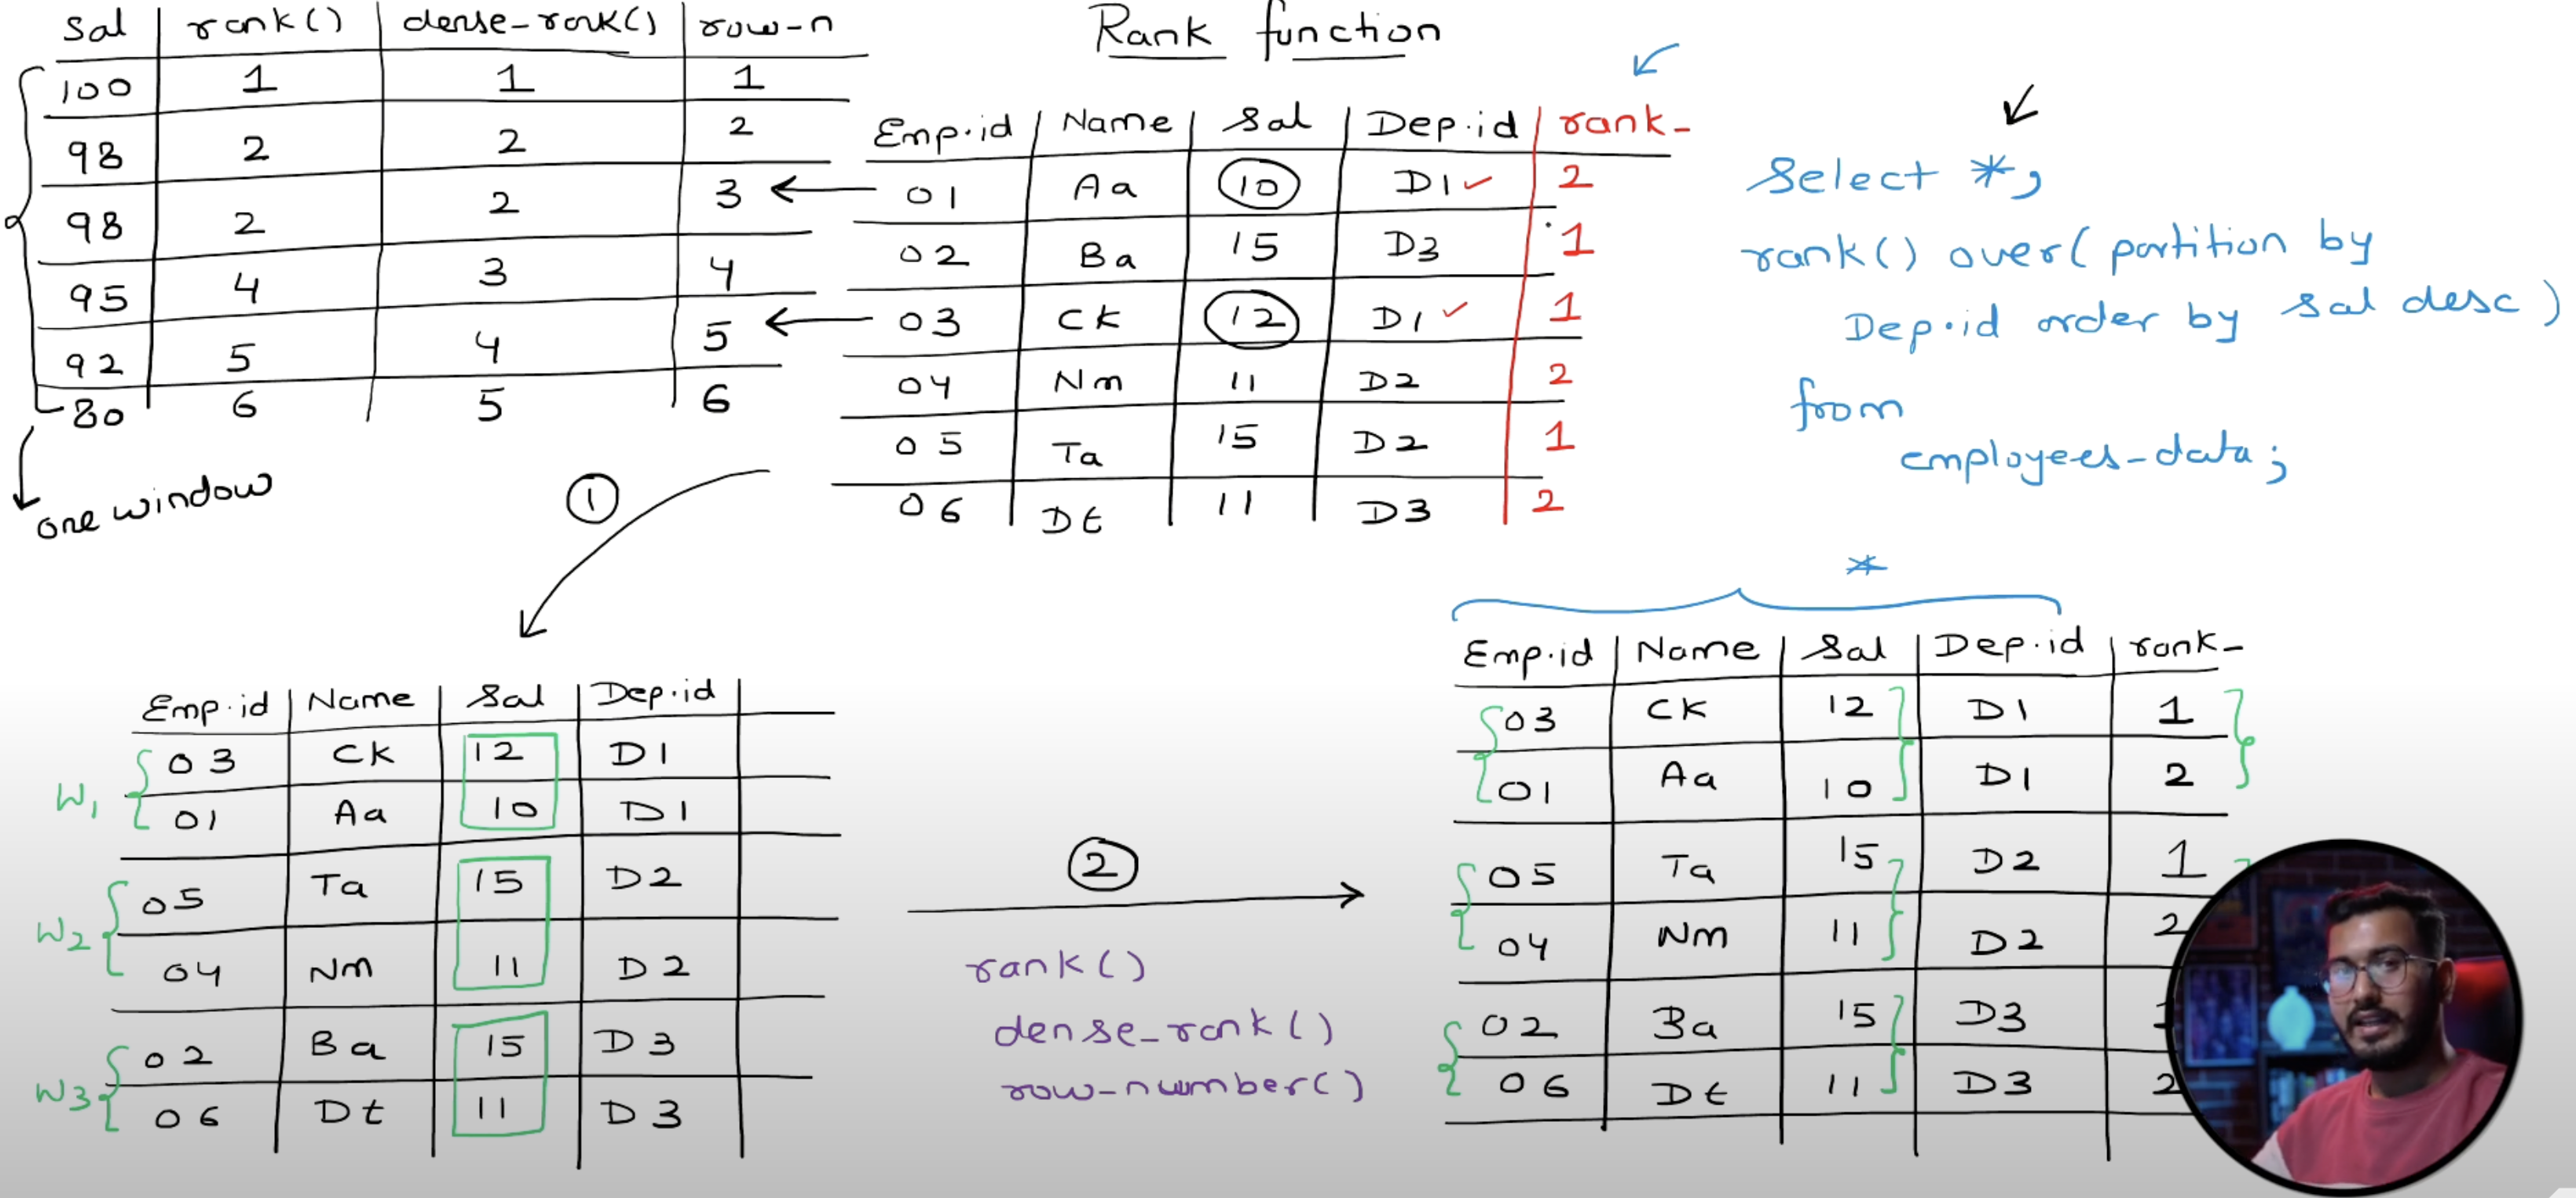 Rank function
Sal rank() dense-rank() row-n
100 1 1 1
98 2 2 2
98 2 2 3
95 4 3 4
92 5 4 5
80 6 5 6
one window
Emp.id Name Sal Dep.id rank-
01 Aa 10 D1 2
02 Ba 15 D3 1
03 Ck 12 D1 1
04 Nm 11 D2 2
05 Ta 15 D2 1
06 Dt 11 D3 2
Select *,
rank() over( partition by
Dep.id order by sal desc)
from
employees-data;
1
Emp.id Name Sal Dep.id
W1
03 Ck 12 D1
01 Aa 10 D1
W2
05 Ta 15 D2
04 Nm 11 D2
W3
02 Ba 15 D3
06 Dt 11 D3
2
rank()
dense_rank()
row-number()
*
Emp.id Name Sal Dep.id rank-
03 CK 12 D1 1
01 Aa 10 D1 2
05 Ta 15 D2 1
04 Nm 11 D2 2
02 Ba 15 D3
06 Dt 11 D3 2